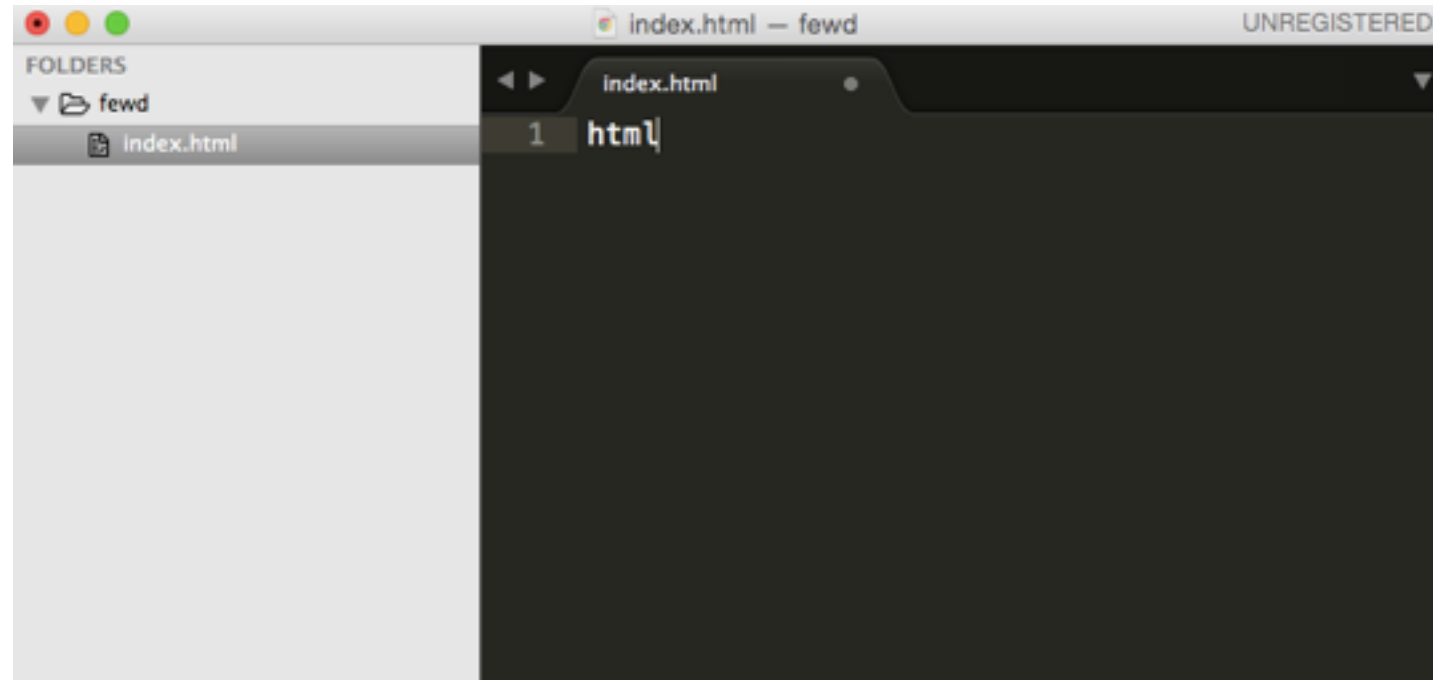 index.html — fewd
UNREGISTERED
FOLDERS
fewd
index.html
index.html
1 html